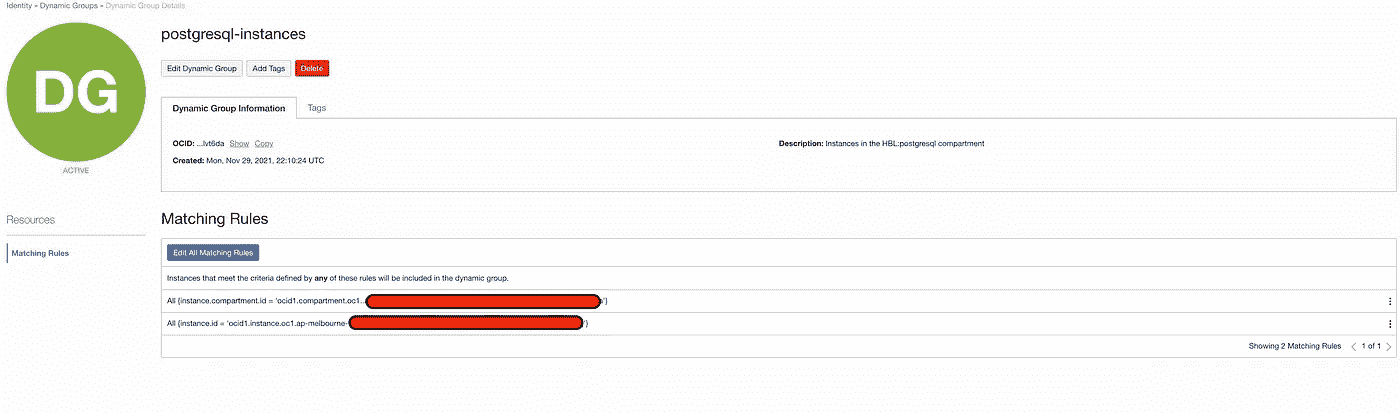 Identity » Dynamic Groups » Dynamic Group Details
DG
ACTIVE
postgresql-instances
Edit Dynamic Group Add Tags Delete
Dynamic Group Information Tags
OCID: ...lvt6da Show Copy
Description: Instances in the HBL:postgresql compartment
Created: Mon, Nov 29, 2021, 22:10:24 UTC
Resources
Matching Rules
Matching Rules
Edit All Matching Rules
Instances that meet the criteria defined by any of these rules will be included in the dynamic group.
All {instance.compartment.id = 'ocid1.compartment.oc1.. '}
All {instance.id = 'ocid1.instance.oc1.ap-melbourne- '}
Showing 2 Matching Rules < 1 of 1 >